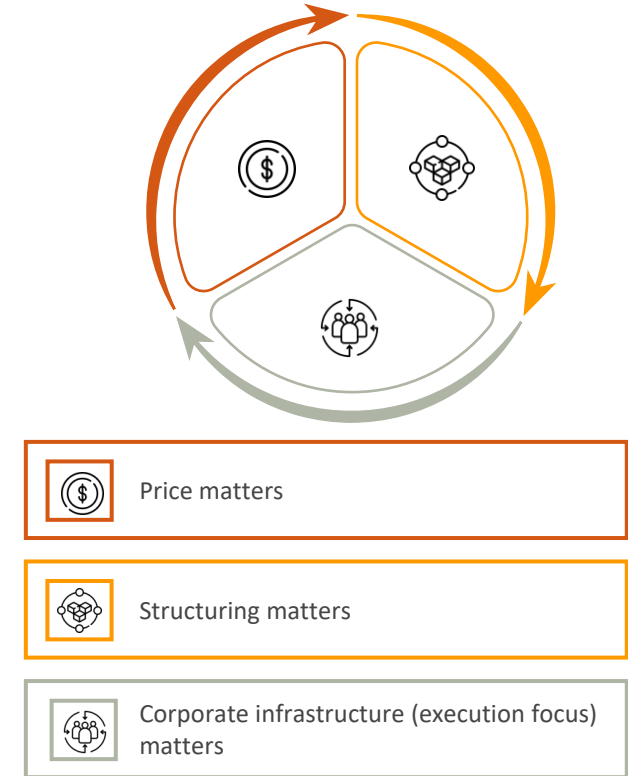 $
$
Price matters
Structuring matters
Corporate infrastructure (execution focus)
matters